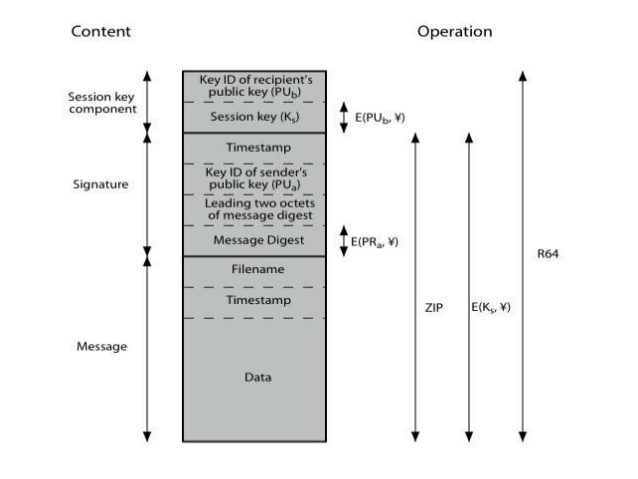 Content
Operation
Key ID of recipient's
public key (PUb)
Session key
component
Session key (Ks)
E(PUb, ¥)
Timestamp
Signature
Key ID of sender's
public key (PUa)
Leading two octets
of message digest
Message Digest
E(PRa, ¥)
R64
Filename
Timestamp
ZIP
E(Ks, ¥)
Message
Data